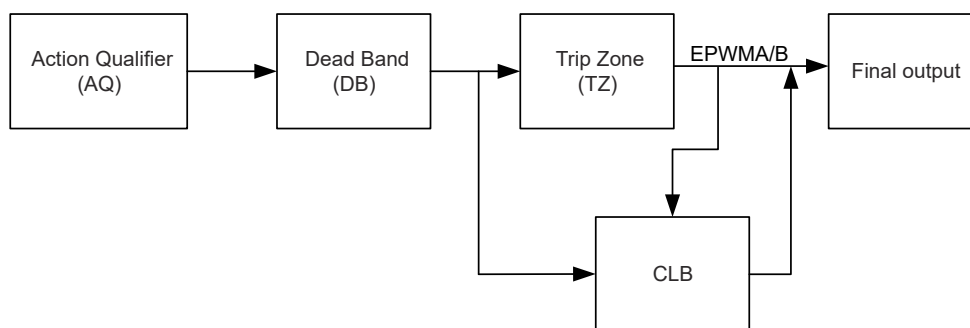 Action Qualifier
(AQ)
Dead Band
(DB)
Trip Zone
(TZ)
EPWMA/B
Final output
CLB